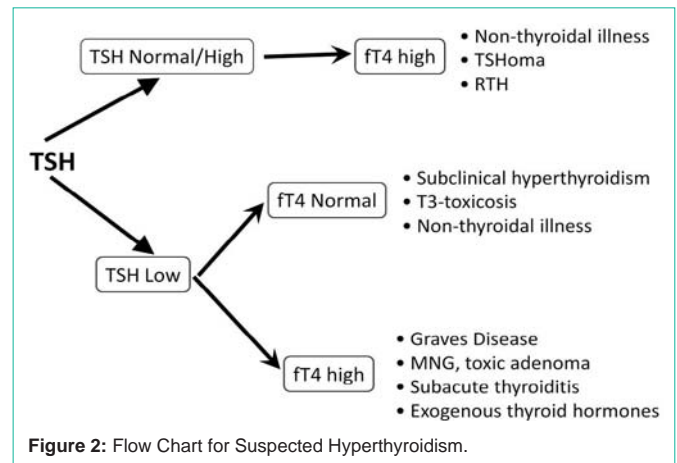 TSH Normal/High
fT4 high
• Non-thyroidal illness
• TSHoma
• RTH
TSH
TSH Low
fT4 Normal
• Subclinical hyperthyroidism
• T3-toxicosis
• Non-thyroidal illness
fT4 high
• Graves Disease
• MNG, toxic adenoma
• Subacute thyroiditis
• Exogenous thyroid hormones
Figure 2: Flow Chart for Suspected Hyperthyroidism.